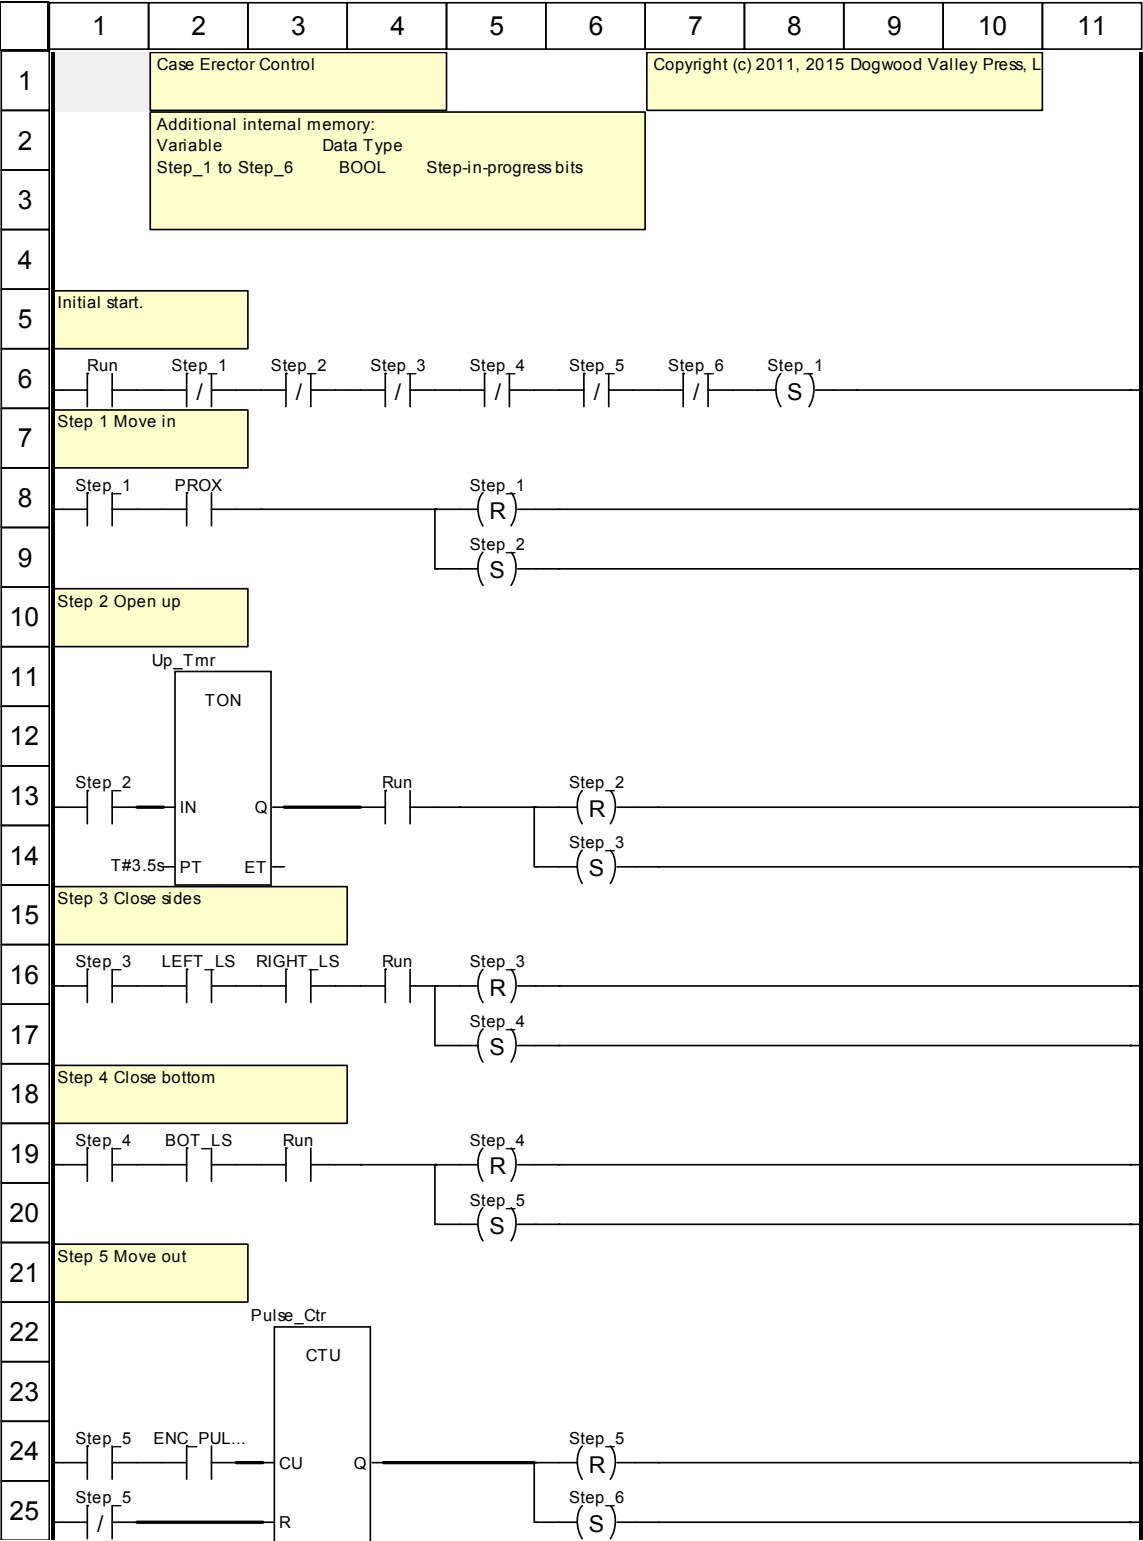 1 2 3 4 5 6 7 8 9 10 11
1
Case Erector Control
Copyright (c) 2011, 2015 Dogwood Valley Press, L
2
Additional internal memory:
Variable Data Type
Step_1 to Step_6 BOOL Step-in-progress bits
3
4
5
Initial start.
6
Run Step_1 Step_2 Step_3 Step_4 Step_5 Step_6 Step_1
/ / / / / / S
7
Step 1 Move in
8
Step_1 PROX Step_1
R
9
Step_2
S
10
Step 2 Open up
11
Up_Tmr
TON
12
13
Step_2 Run Step_2
IN Q R
14
Step_3
T#3.5s PT ET S
15
Step 3 Close sides
16
Step_3 LEFT_LS RIGHT_LS Run Step_3
R
17
Step_4
S
18
Step 4 Close bottom
19
Step_4 BOT_LS Run Step_4
R
20
Step_5
S
21
Step 5 Move out
22
Pulse_Ctr
CTU
23
24
Step_5 ENC_PUL... Step_5
CU Q R
25
Step_5 Step_6
/ R S